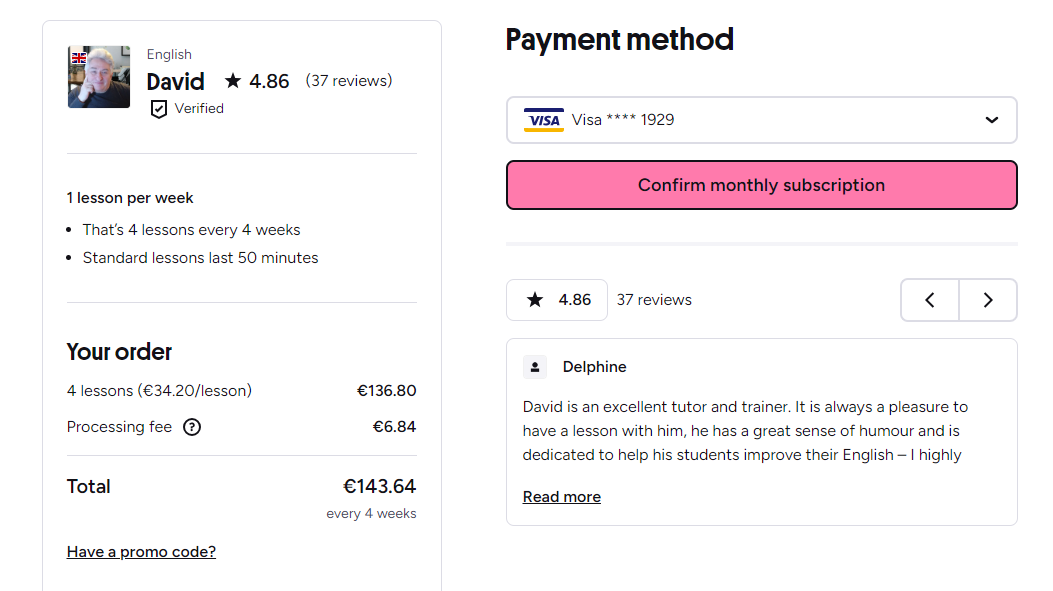 English
David ★ 4.86 (37 reviews)
Verified
1 lesson per week
• That’s 4 lessons every 4 weeks
• Standard lessons last 50 minutes
Your order
4 lessons (€34.20/lesson) €136.80
Processing fee ? €6.84
Total €143.64
every 4 weeks
Have a promo code?
Payment method
VISA Visa **** 1929
Confirm monthly subscription
★ 4.86 37 reviews
Delphine
David is an excellent tutor and trainer. It is always a pleasure to
have a lesson with him, he has a great sense of humour and is
dedicated to help his students improve their English – I highly
Read more